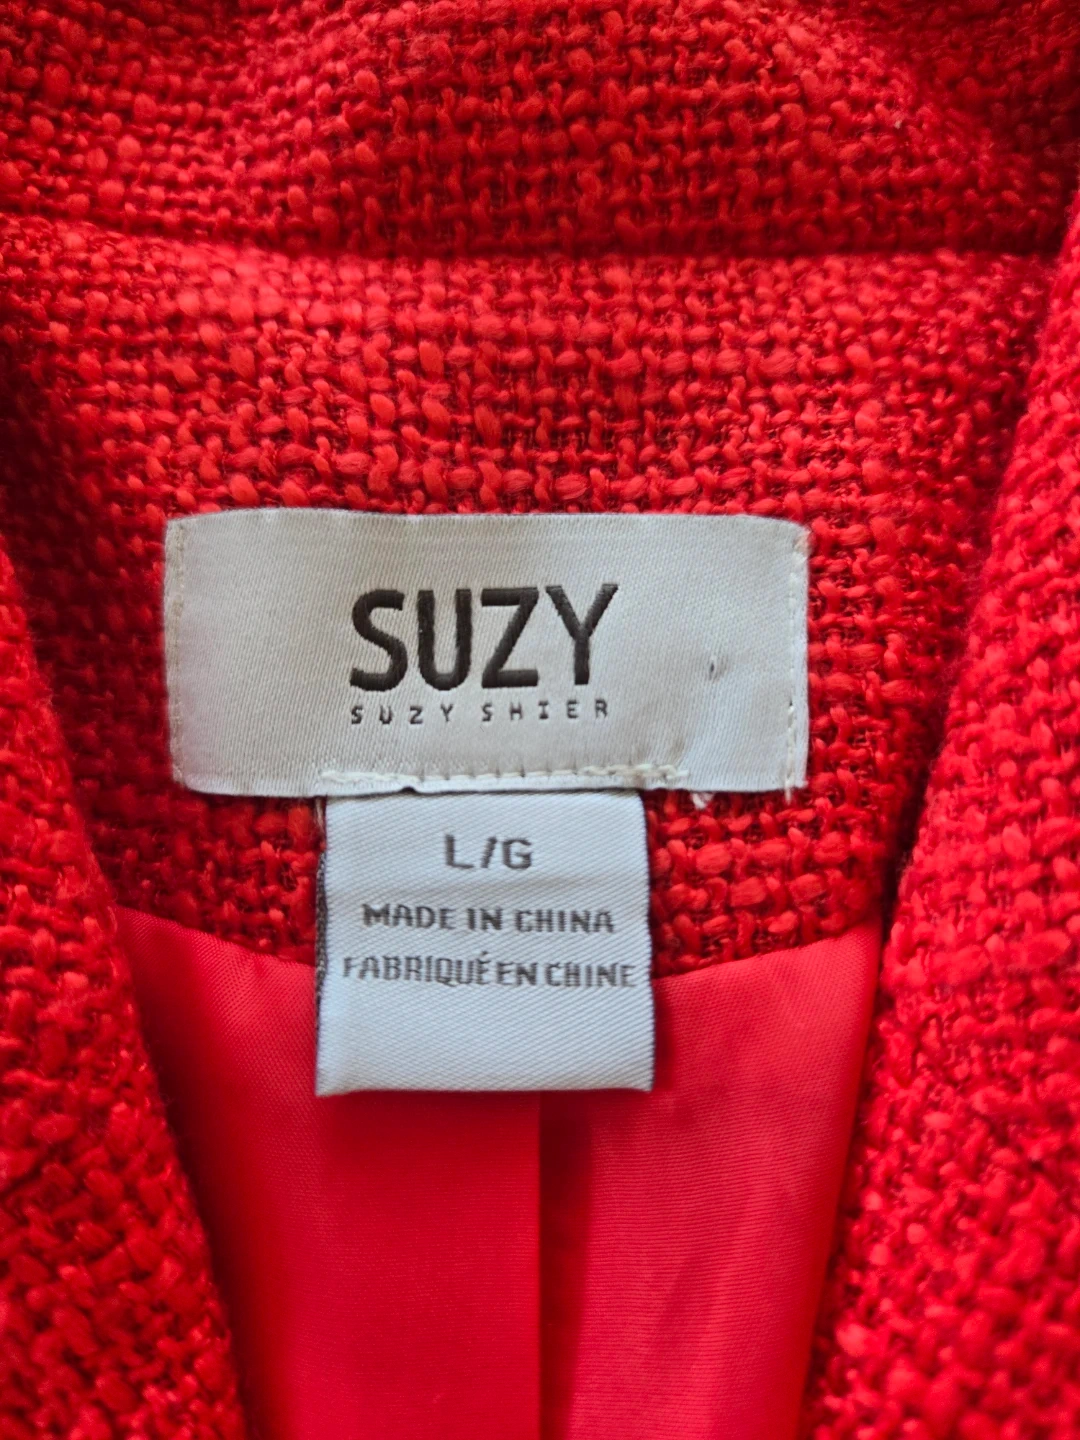 SUZY
SUZY SHIER
L/G
MADE IN CHINA
FABRIQUÉ EN CHINE